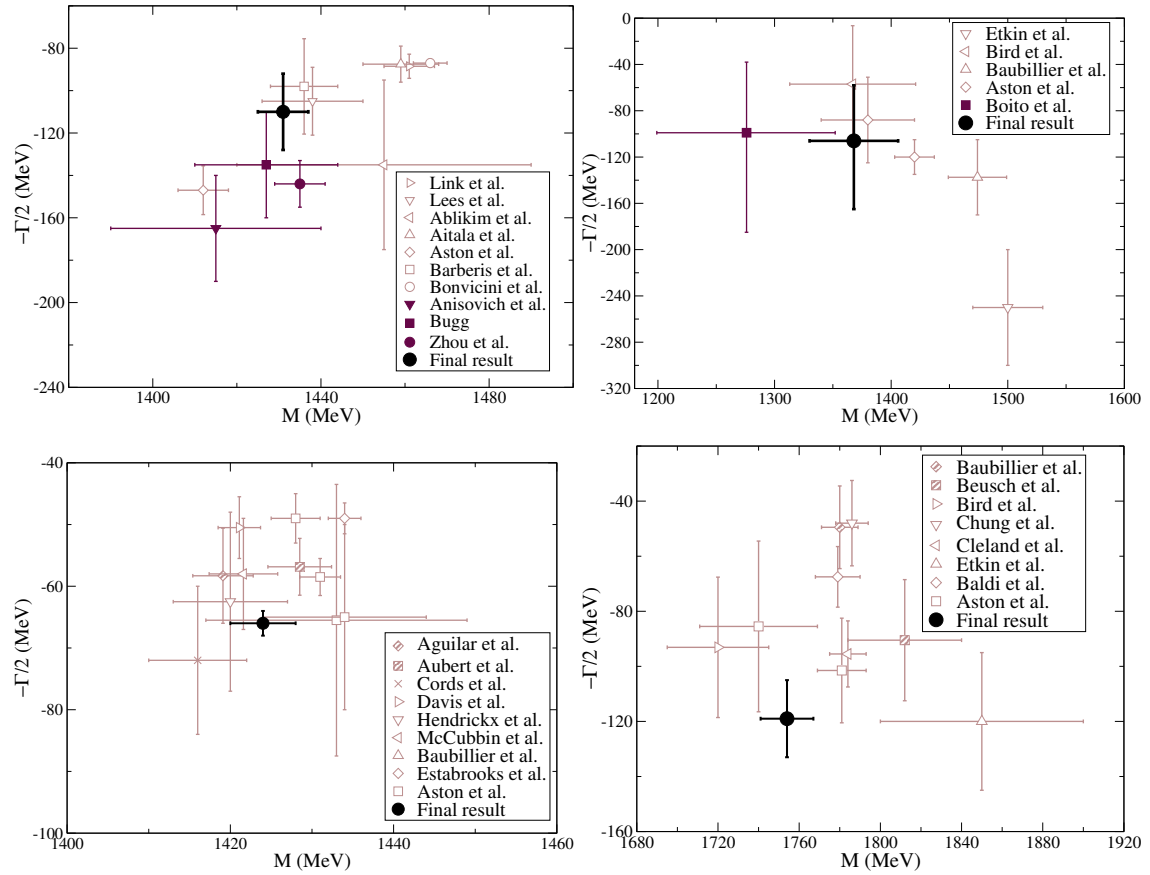 -80
-120
-160
-200
-240
−Γ/2 (MeV)
1400
1440
1480
M (MeV)
Link et al.
Lees et al.
Ablikim et al.
Aitala et al.
Aston et al.
Barberis et al.
Bonvicini et al.
Anisovich et al.
Bugg
Zhou et al.
Final result
0
-40
-80
-120
-160
-200
-240
-280
-320
−Γ/2 (MeV)
1200
1300
1400
1500
1600
M (MeV)
Etkin et al.
Bird et al.
Baubillier et al.
Aston et al.
Boito et al.
Final result
-40
-60
-80
-100
−Γ/2 (MeV)
1400
1420
1440
1460
M (MeV)
Aguilar et al.
Aubert et al.
Cords et al.
Davis et al.
Hendrickx et al.
McCubbin et al.
Baubillier et al.
Estabrooks et al.
Aston et al.
Final result
0
-40
-80
-120
-160
−Γ/2 (MeV)
1680
1720
1760
1800
1840
1880
1920
M (MeV)
Baubillier et al.
Beusch et al.
Bird et al.
Chung et al.
Cleland et al.
Etkin et al.
Baldi et al.
Aston et al.
Final result